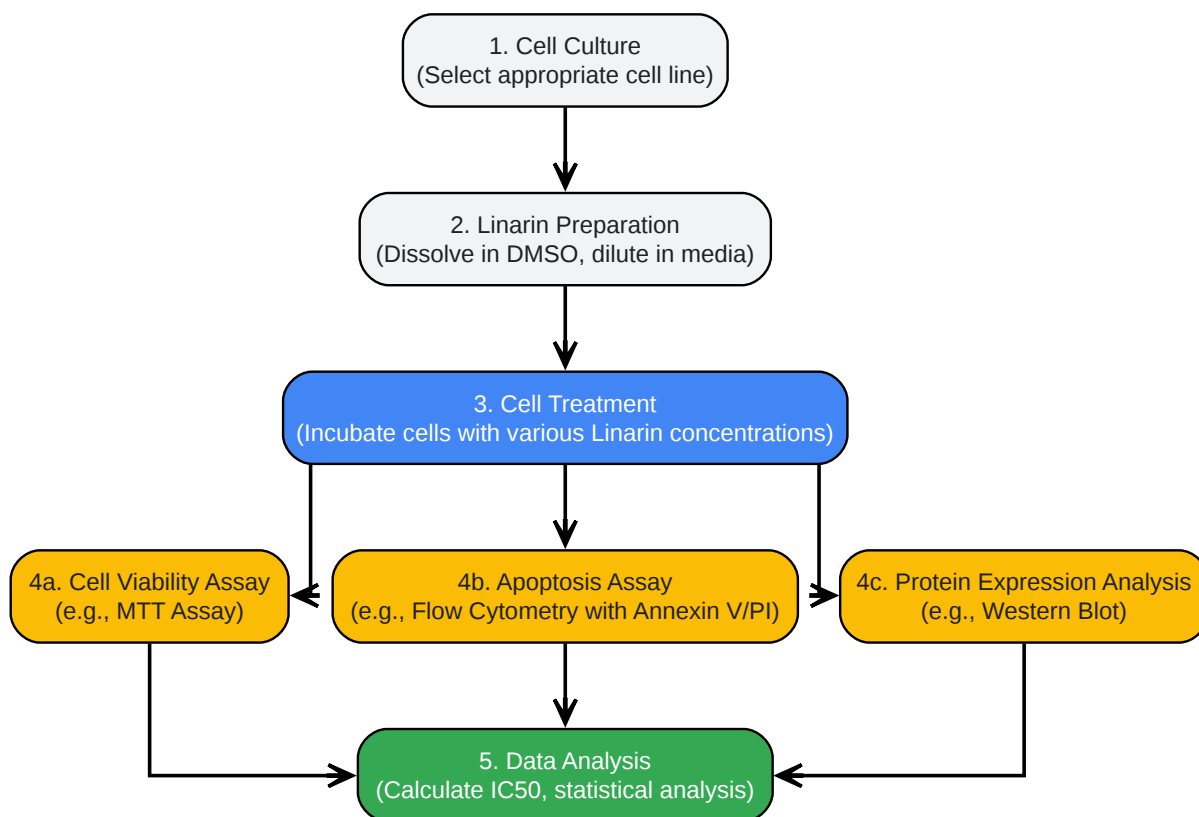 1. Cell Culture
(Select appropriate cell line)
2. Linarin Preparation
(Dissolve in DMSO, dilute in media)
3. Cell Treatment
(Incubate cells with various Linarin concentrations)
4a. Cell Viability Assay
(e.g., MTT Assay)
4b. Apoptosis Assay
(e.g., Flow Cytometry with Annexin V/PI)
4c. Protein Expression Analysis
(e.g., Western Blot)
5. Data Analysis
(Calculate IC50, statistical analysis)